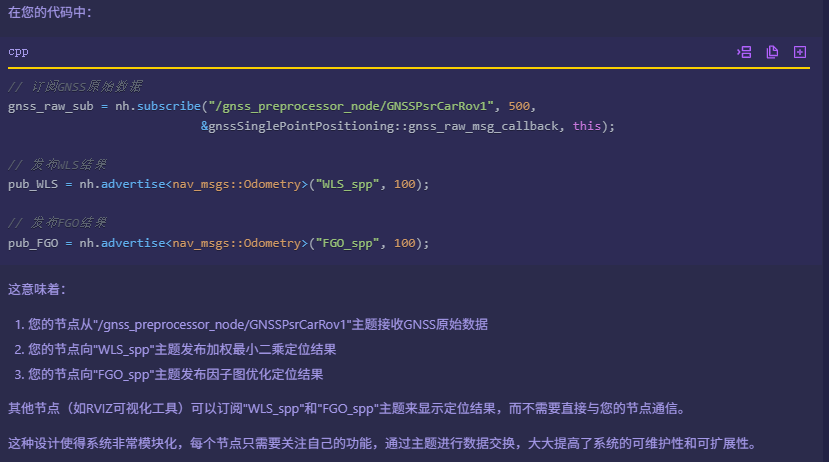 在您的代码中：
cpp
// 订阅GNSS原始数据
gnss_raw_sub = nh.subscribe("/gnss_preprocessor_node/GNSSPsrCarRov1", 500,
&gnssSinglePointPositioning::gnss_raw_msg_callback, this);
// 发布WLS结果
pub_WLS = nh.advertise<nav_msgs::Odometry>("WLS_spp", 100);
// 发布FGO结果
pub_FGO = nh.advertise<nav_msgs::Odometry>("FGO_spp", 100);
这意味着：
1. 您的节点从"/gnss_preprocessor_node/GNSSPsrCarRov1"主题接收GNSS原始数据
2. 您的节点向"WLS_spp"主题发布加权最小二乘定位结果
3. 您的节点向"FGO_spp"主题发布因子图优化定位结果
其他节点（如RVIZ可视化工具）可以订阅"WLS_spp"和"FGO_spp"主题来显示定位结果，而不需要直接与您的节点通信。
这种设计使得系统非常模块化，每个节点只需要关注自己的功能，通过主题进行数据交换，大大提高了系统的可维护性和可扩展性。